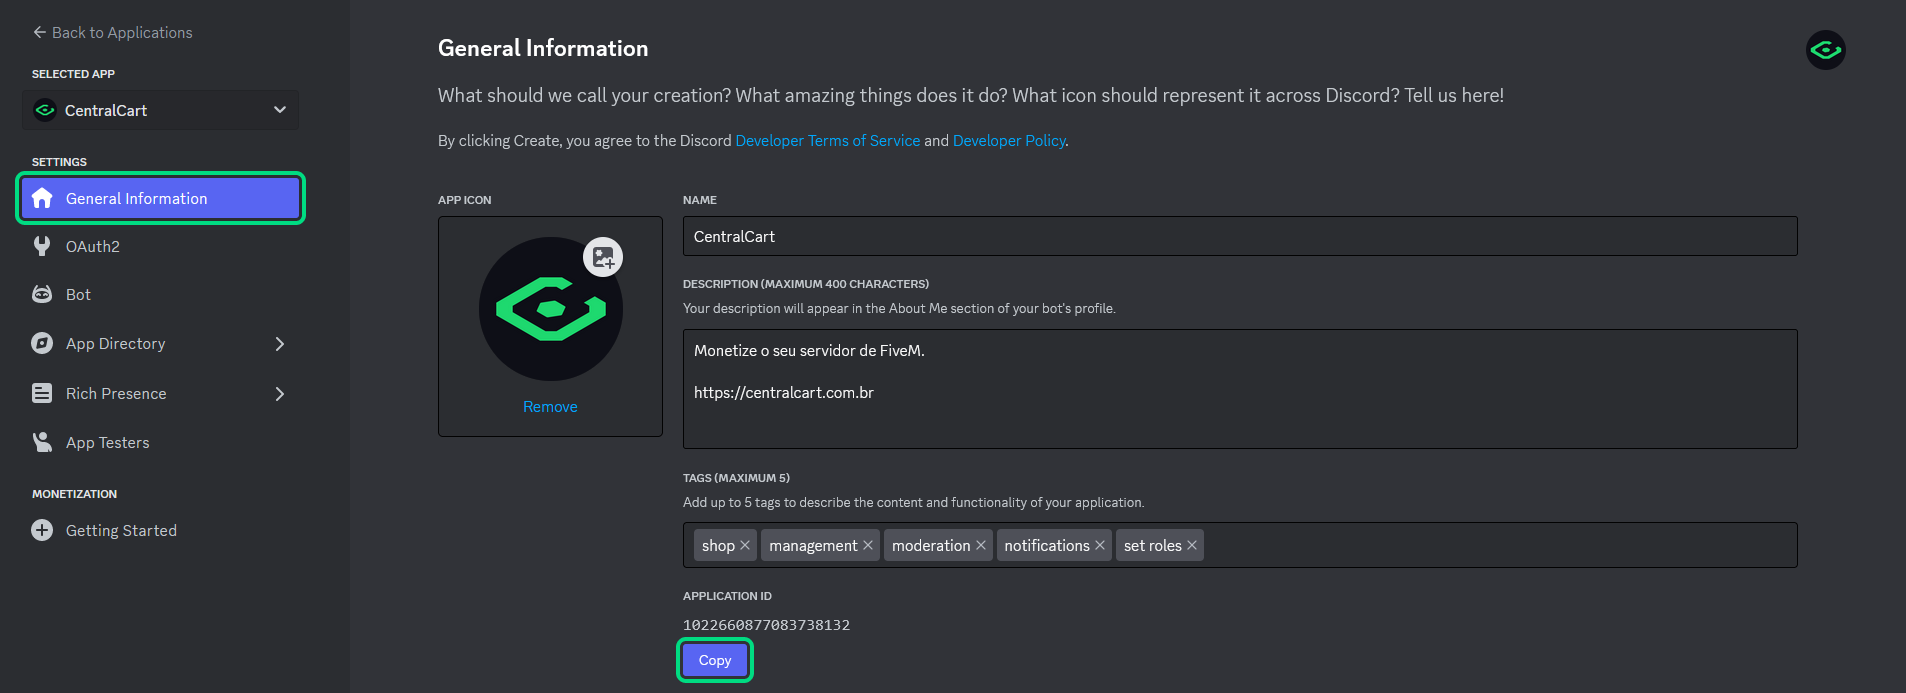 Back to Applications
SELECTED APP
CentralCart
SETTINGS
General Information
OAuth2
Bot
App Directory
Rich Presence
App Testers
MONETIZATION
Getting Started
General Information
What should we call your creation? What amazing things does it do? What icon should represent it across Discord? Tell us here!
By clicking Create, you agree to the Discord Developer Terms of Service and Developer Policy.
APP ICON
Remove
NAME
CentralCart
DESCRIPTION (MAXIMUM 400 CHARACTERS)
Your description will appear in the About Me section of your bot's profile.
Monetize o seu servidor de FiveM.
https://centralcart.com.br
TAGS (MAXIMUM 5)
Add up to 5 tags to describe the content and functionality of your application.
shop management moderation notifications set roles
APPLICATION ID
1022660877083738132
Copy